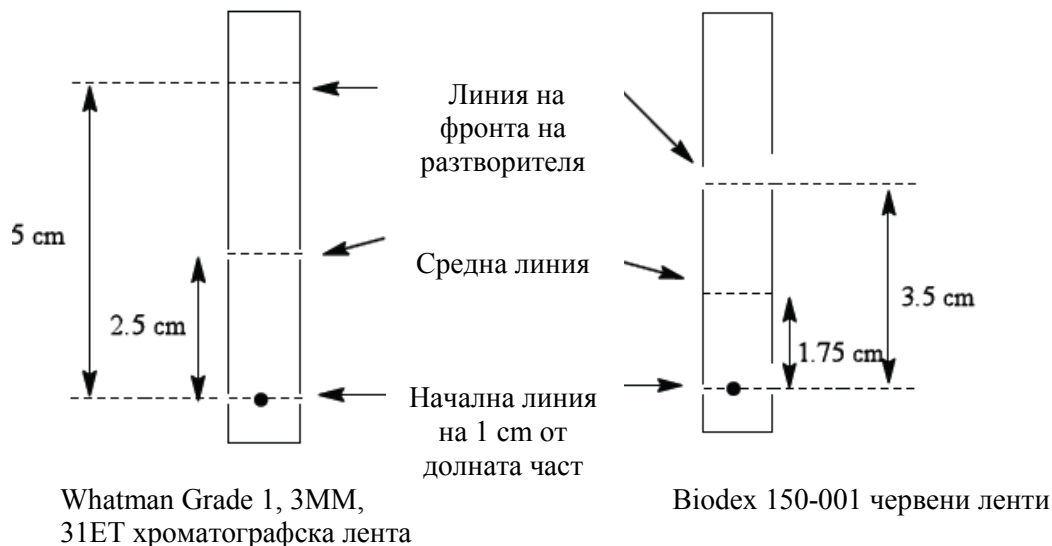 Линия на
фронта на
разтворителя
5 cm
Средна линия
2.5 cm
3.5 cm
1.75 cm
Начална линия
на 1 cm от
долната част
Whatman Grade 1, 3MM,
31ET хроматографска лента
Biodex 150-001 червени ленти